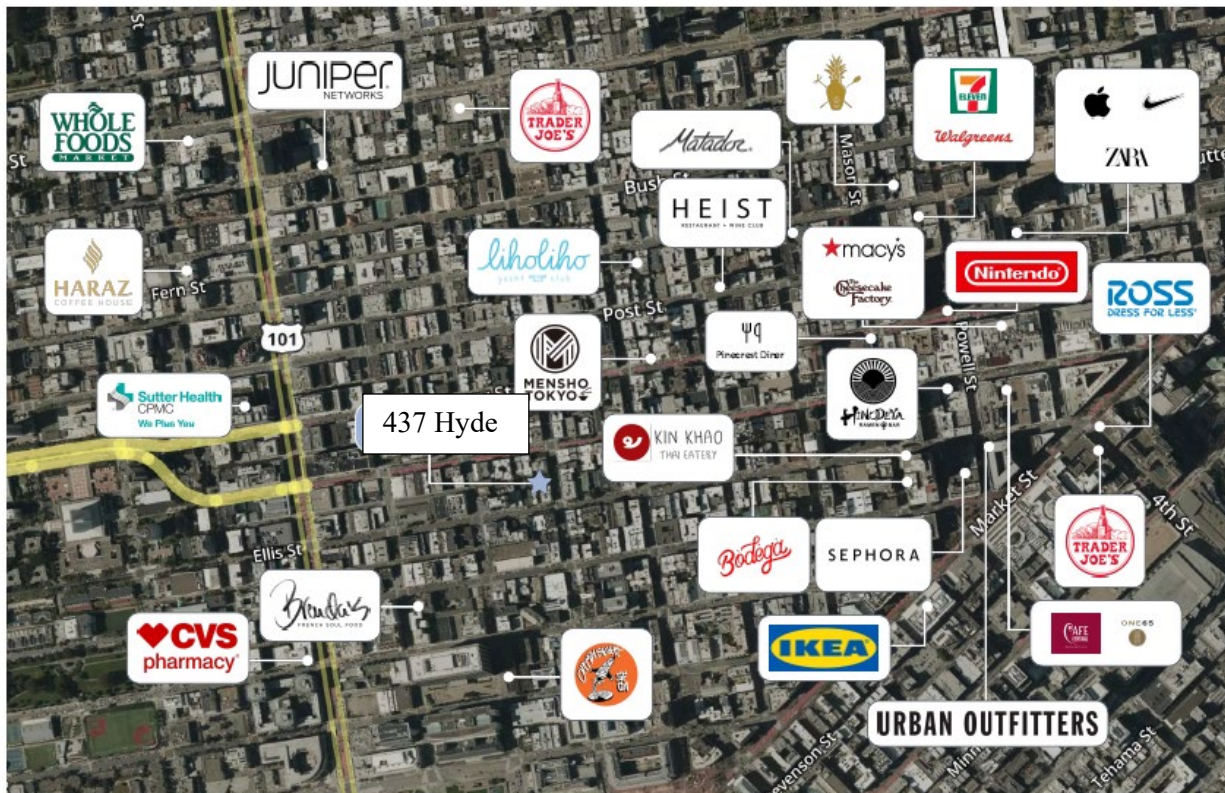 St
JUNIPER
NETWORKS
WHOLE
FOODS
MARKET
St
TRADER
JOE'S
Matador
Bush St
HEIST
RESTAURANT + WINE CLUB
Mason St
7
ELEVEN
Walgreens
ZARA
HARAZ
COFFEE HOUSE
Fern St
liholiho
yacht club
Post St
macy's
The
Cheesecake
Factory
Nintendo
ROSS
DRESS FOR LESS
101
MENSHO
TOKYO
Pinecrest Diner
Powell St
HINODEYA
RAMEN BAR
Sutter Health
CPMC
We Plus You
St
437 Hyde
KIN KHAO
THAI EATERY
Market St
4th St
Ellis St
Bodega
SEPHORA
TRADER
JOE'S
Brenda's
FRENCH SOUL FOOD
CVS
pharmacy
IKEA
CAFE
ONE65
URBAN OUTFITTERS
Tehama St